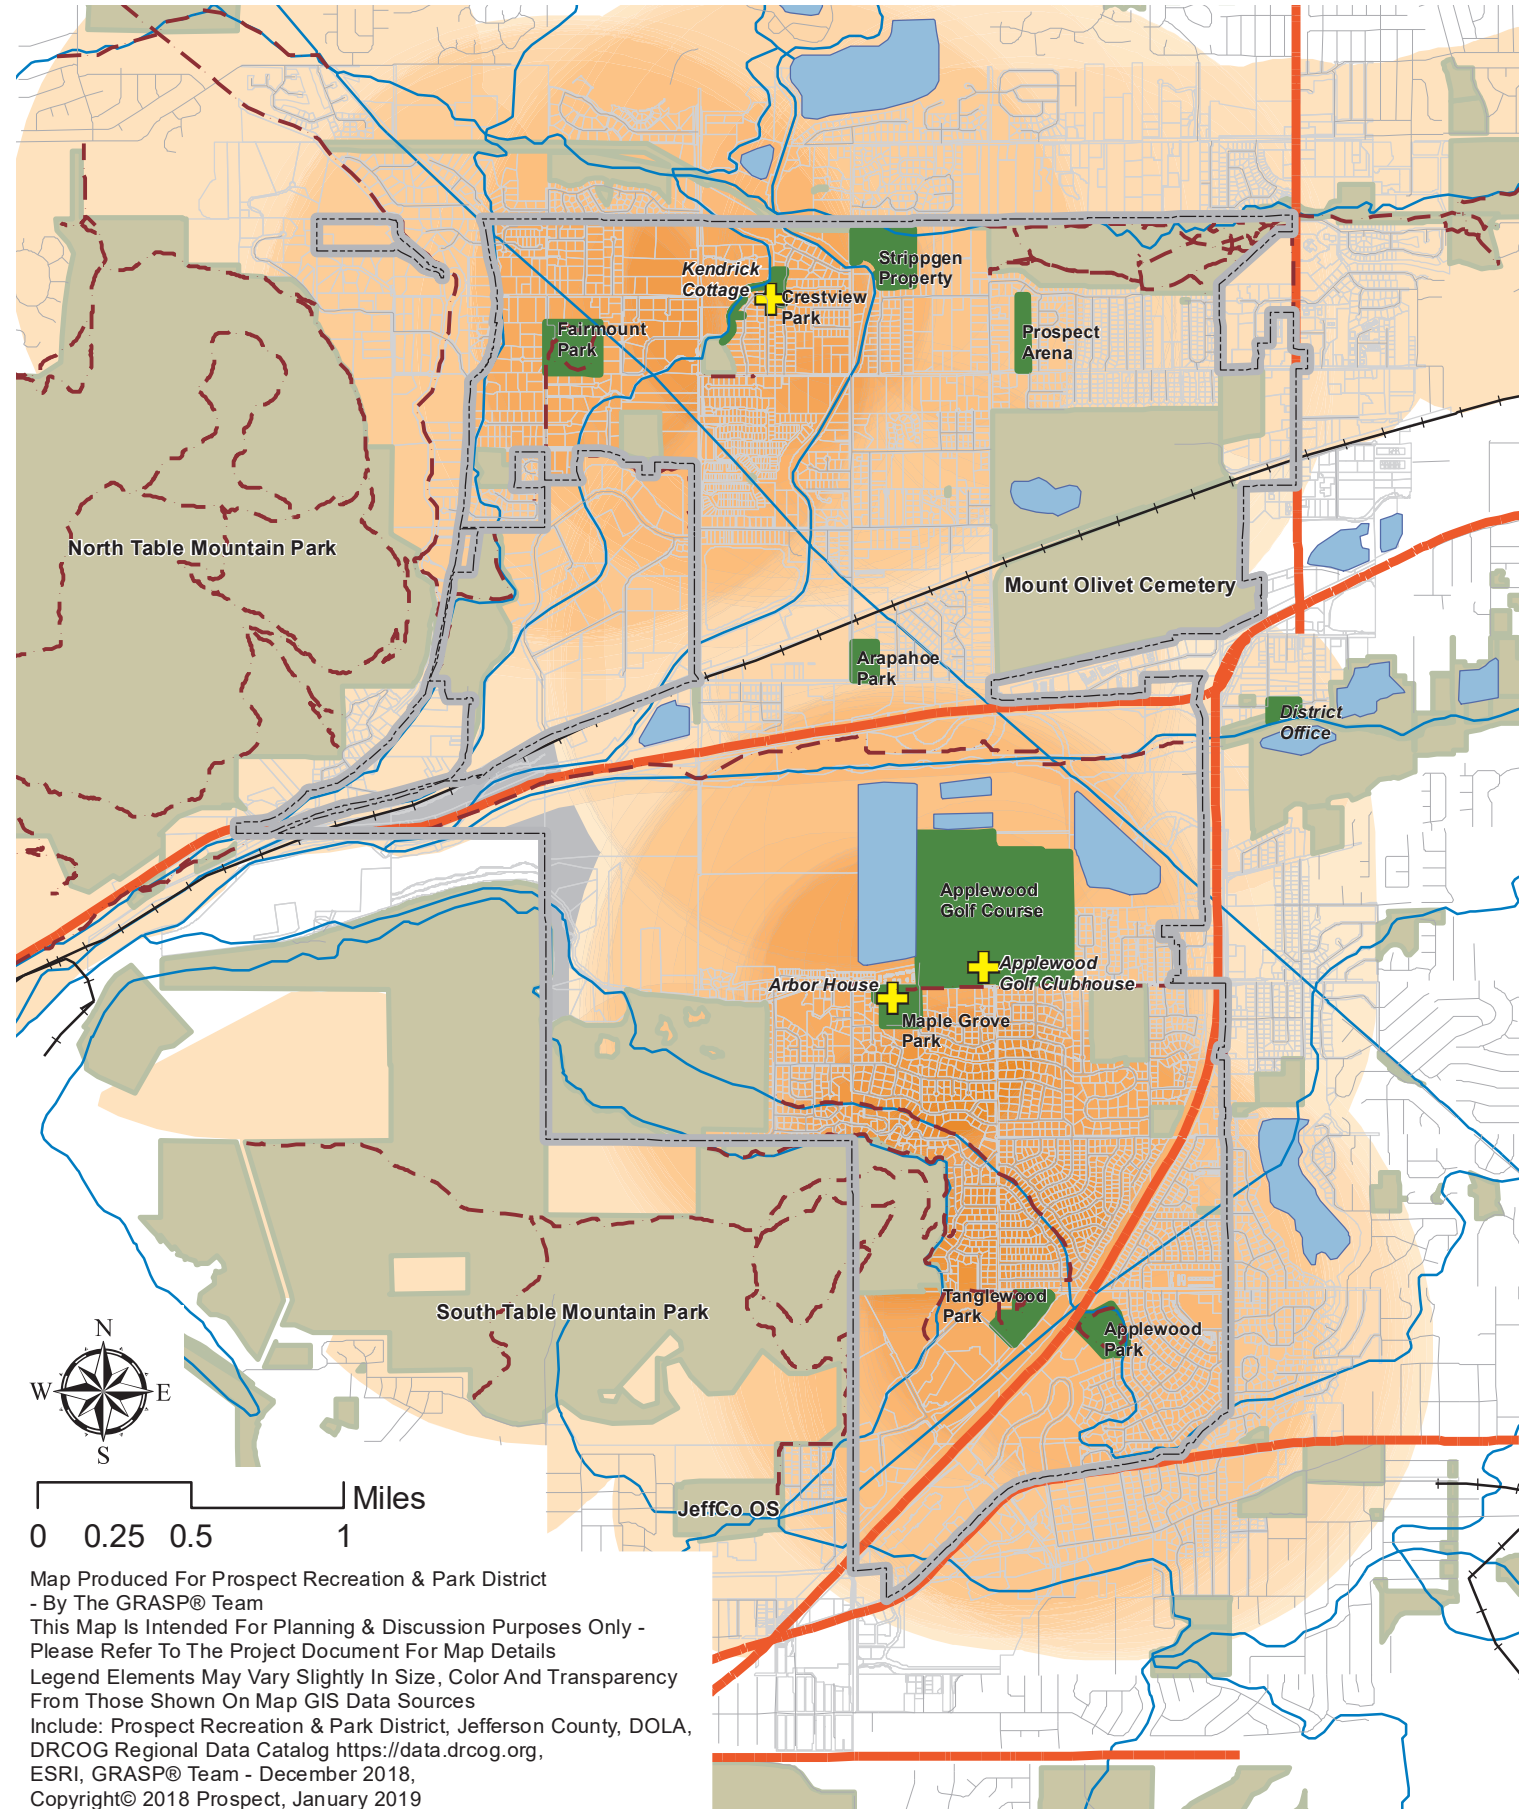 Kendrick
Cottage
Crestview
Park
Strippgen
Property
Fairmount
Park
Prospect
Arena
North Table Mountain Park
Mount Olivet Cemetery
Arapahoe
Park
District
Office
Applewood
Golf Course
Applewood
Golf Clubhouse
Arbor House
Maple Grove
Park
South Table Mountain Park
Tanglewood
Park
Applewood
Park
JeffCo OS
N
W E
S
Miles
0 0.25 0.5 1
Map Produced For Prospect Recreation & Park District
- By The GRASP® Team
This Map Is Intended For Planning & Discussion Purposes Only -
Please Refer To The Project Document For Map Details
Legend Elements May Vary Slightly In Size, Color And Transparency
From Those Shown On Map GIS Data Sources
Include: Prospect Recreation & Park District, Jefferson County, DOLA,
DRCOG Regional Data Catalog https://data.drcog.org,
ESRI, GRASP® Team - December 2018,
Copyright© 2018 Prospect, January 2019